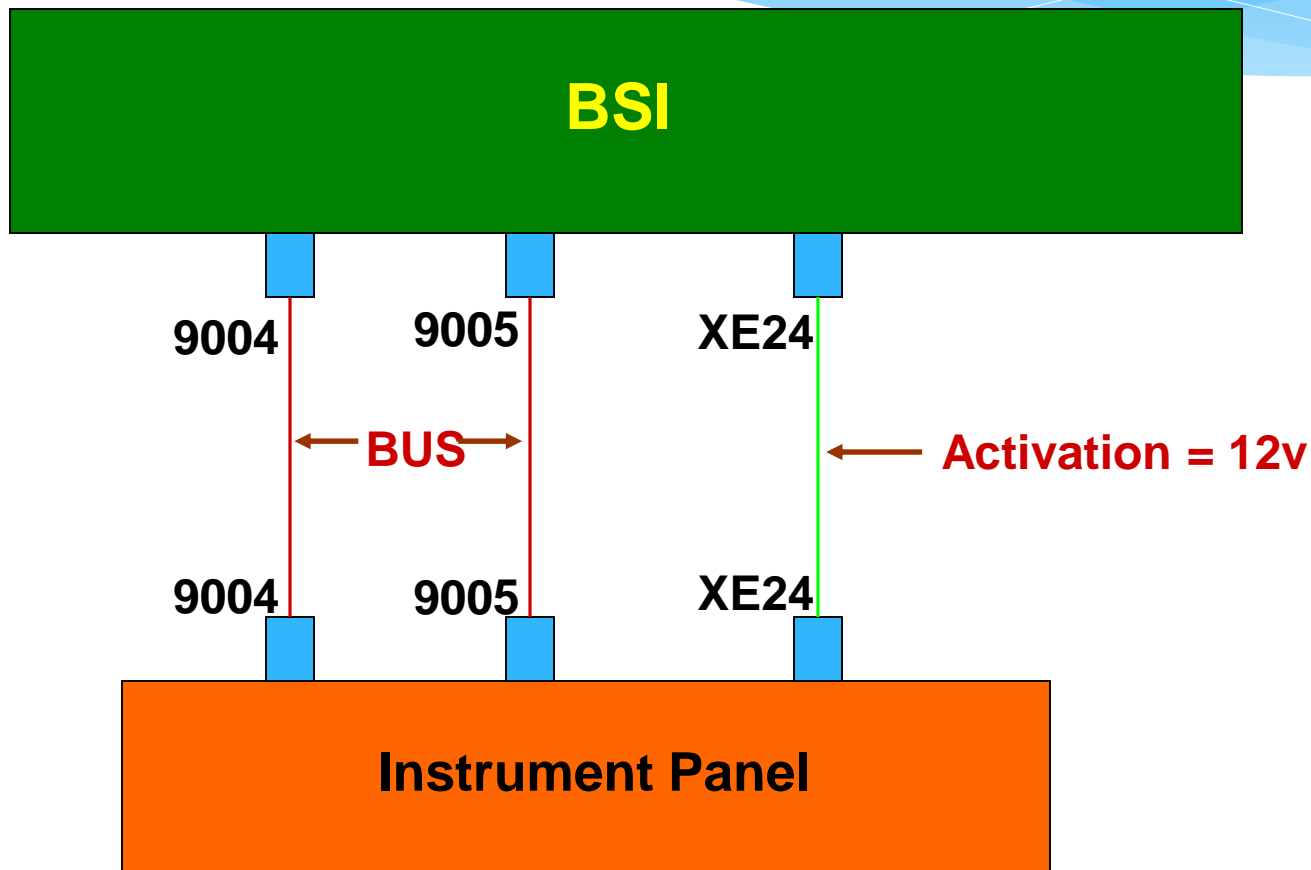 BSI
9004
9005
XE24
BUS
Activation = 12v
9004
9005
XE24
Instrument Panel